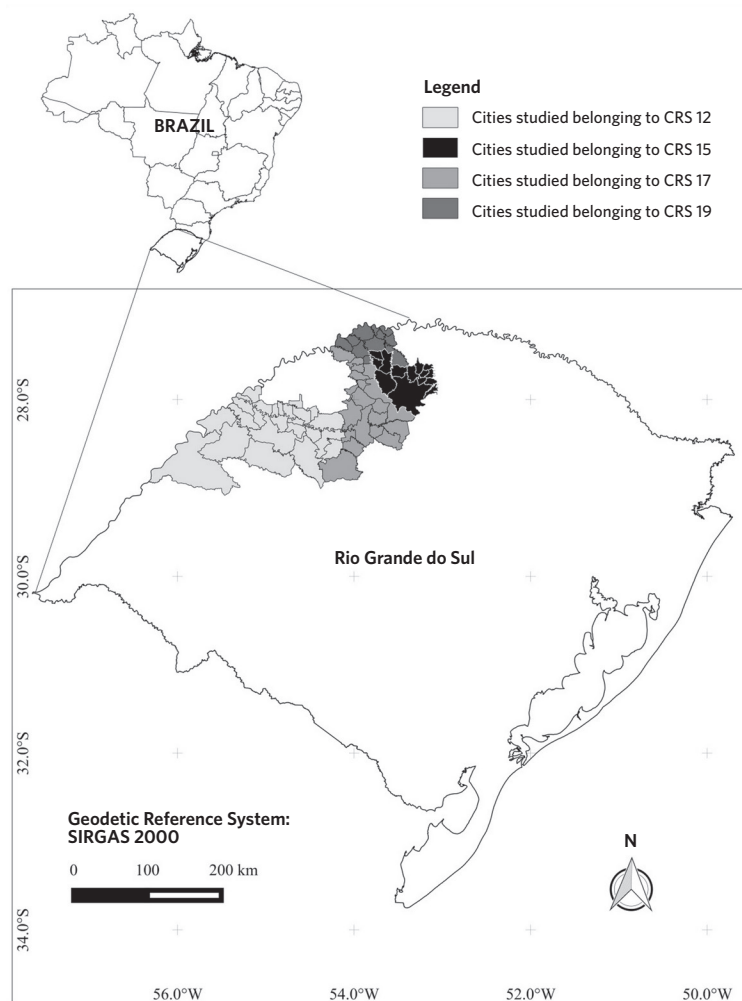 BRAZIL
Legend
Cities studied belonging to CRS 12
Cities studied belonging to CRS 15
Cities studied belonging to CRS 17
Cities studied belonging to CRS 19
28.0°S
30.0°S
32.0°S
34.0°S
Rio Grande do Sul
Geodetic Reference System:
SIRGAS 2000
0 100 200 km
N
56.0°W 54.0°W 52.0°W 50.0°W